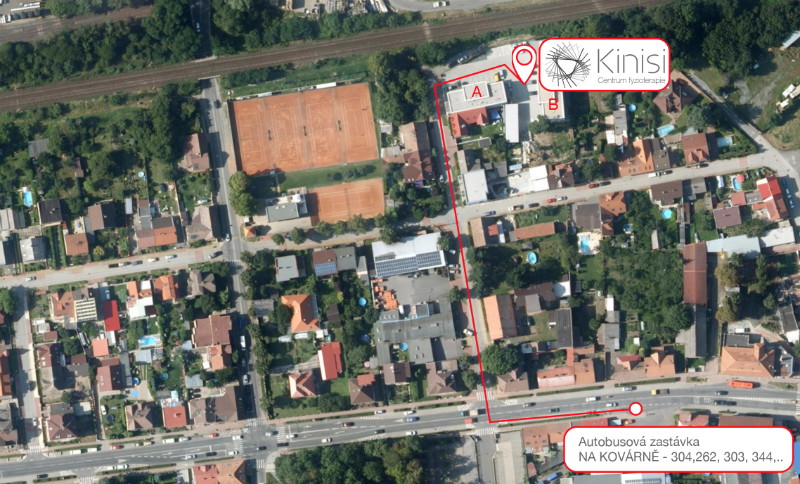 Kinisi
Centrum fyzioterapie
A
B
Autobusová zastávka
NA KOVÁRNĚ - 304,262, 303, 344,..